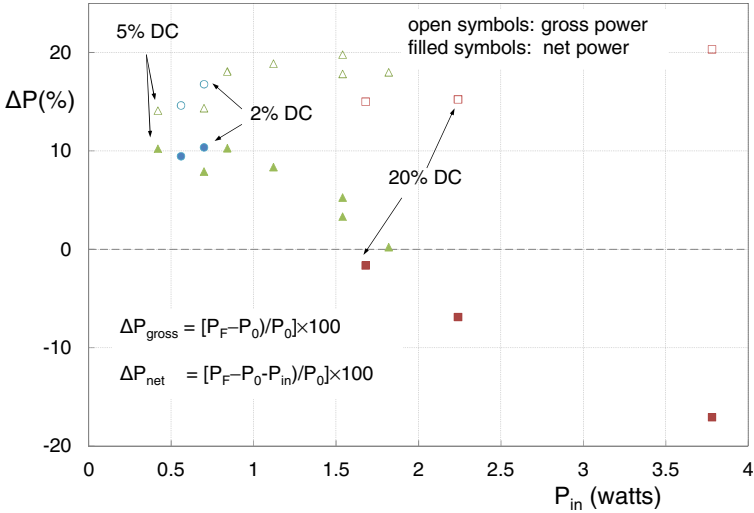 open symbols: gross power
filled symbols: net power
5% DC
2% DC
20% DC
ΔP(%)
20
10
0
-10
-20
ΔP_gross = [P_F–P_0)/P_0]×100
ΔP_net = [P_F–P_0-P_in)/P_0]×100
0 0.5 1 1.5 2 2.5 3 3.5 4
P_in (watts)